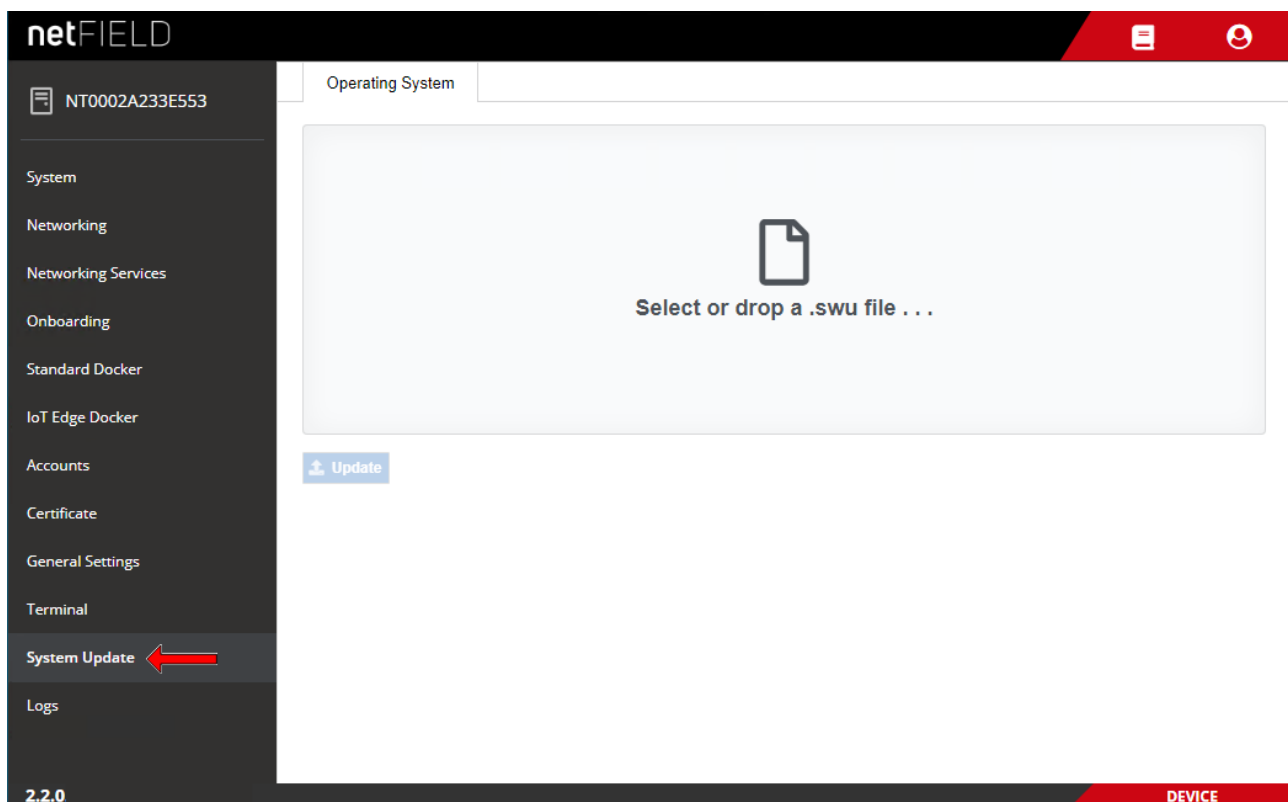 netFIELD
NT0002A233E553
Operating System
System
Networking
Networking Services
Onboarding
Standard Docker
IoT Edge Docker
Accounts
Certificate
General Settings
Terminal
System Update
Logs
Select or drop a .swu file . . .
Update
2.2.0
DEVICE